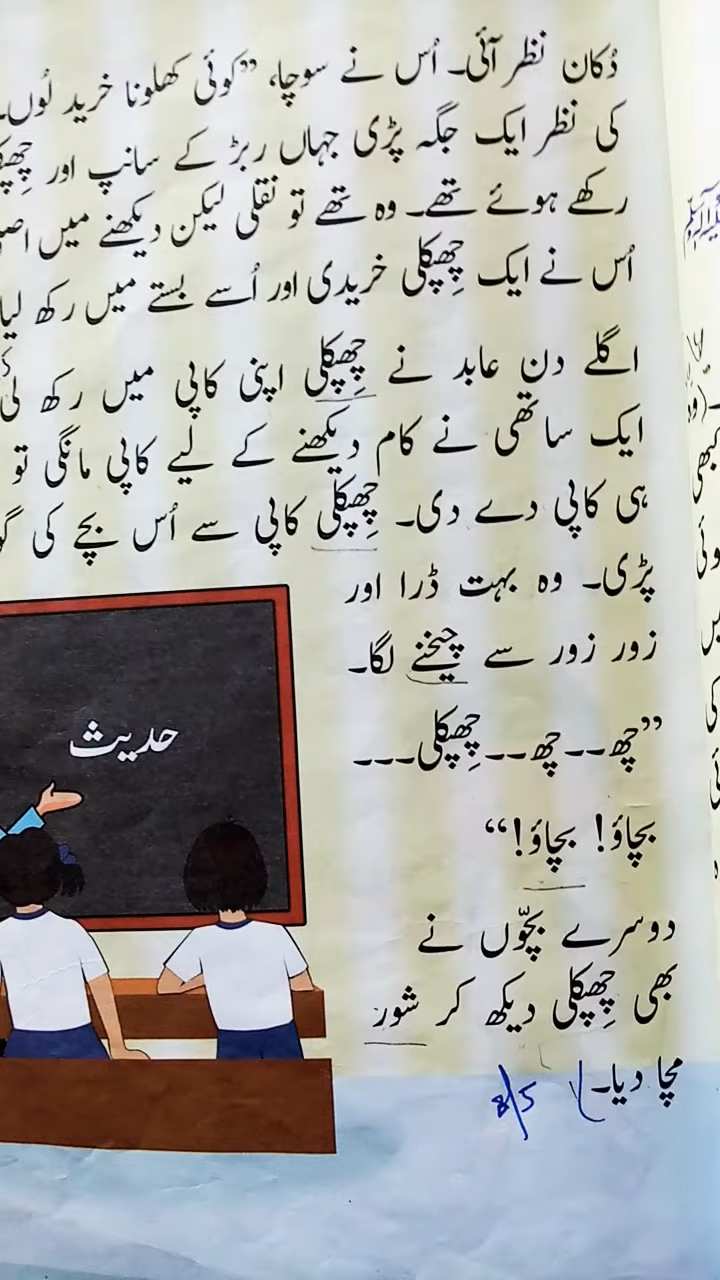 دُکان نظر آئی۔ اُس نے سوچا، ”کوئی کھلونا خرید لُوں۔
کی نظر ایک جگہ پڑی جہاں ربڑ کے سانپ اور
رکھے ہوئے تھے۔ وہ تھے تو نقلی لیکن دیکھنے میں
اُس نے ایک چِھپکلی خریدی اور اُسے بستے میں رکھ لیا
اگلے دن عابد نے چِھپکلی اپنی کاپی میں رکھ لی
ایک ساتھی نے کام دیکھنے کے لیے کاپی مانگی تو
ہی کاپی دے دی۔ چِھپکلی کاپی سے اُس بچے کی
پڑی۔ وہ بہت ڈرا اور
زور زور سے چیخنے لگا۔
”چھ--چھ--چِھپکلی---
بچاؤ! بچاؤ!“
دوسرے بچّوں نے
بھی چِھپکلی دیکھ کر شور
مچا دیا۔
8/5
حدیث